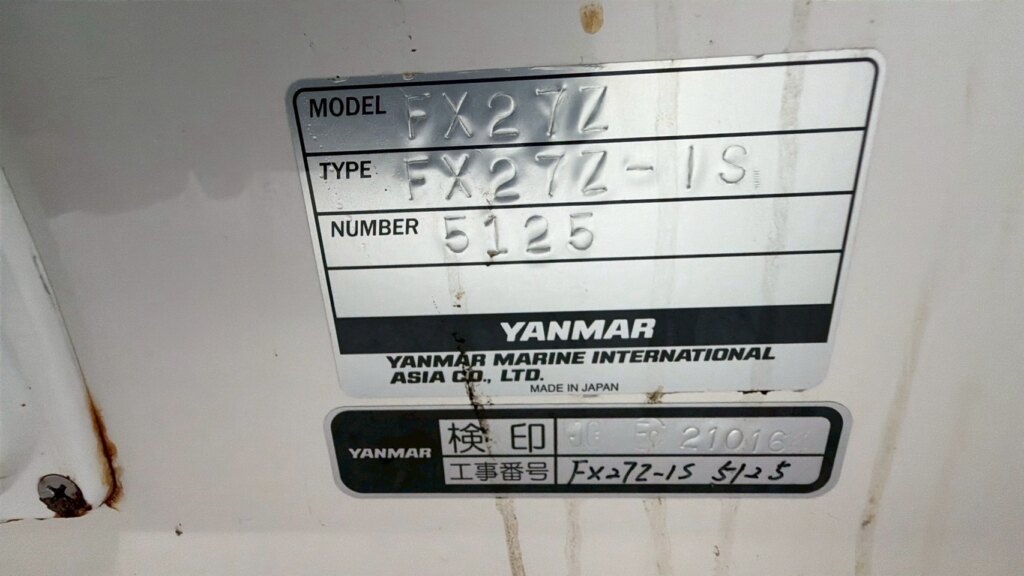 MODEL FX27Z
TYPE FX27Z-1S
NUMBER 5125
YANMAR
YANMAR MARINE INTERNATIONAL
ASIA CO., LTD.
MADE IN JAPAN
YANMAR
検印 21016
工事番号 FX27Z-1S 5125